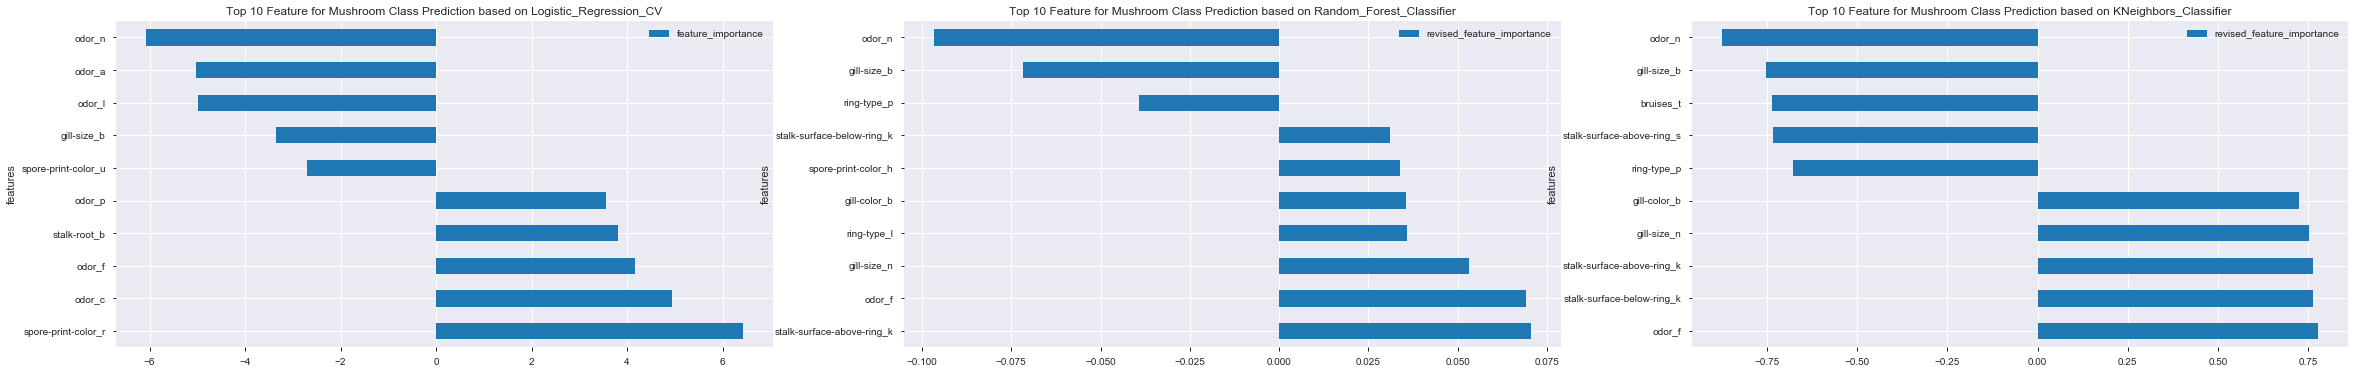 Top 10 Feature for Mushroom Class Prediction based on Logistic_Regression_CV
feature_importance
features
odor_n
odor_a
odor_l
gill-size_b
spore-print-color_u
odor_p
stalk-root_b
odor_f
odor_c
spore-print-color_r
−6
−4
−2
0
2
4
6
Top 10 Feature for Mushroom Class Prediction based on Random_Forest_Classifier
revised_feature_importance
features
odor_n
gill-size_b
ring-type_p
stalk-surface-below-ring_k
spore-print-color_h
gill-color_b
ring-type_l
gill-size_n
odor_f
stalk-surface-above-ring_k
−0.100
−0.075
−0.050
−0.025
0.000
0.025
0.050
0.075
Top 10 Feature for Mushroom Class Prediction based on KNeighbors_Classifier
revised_feature_importance
features
odor_n
gill-size_b
bruises_t
stalk-surface-above-ring_s
ring-type_p
gill-color_b
gill-size_n
stalk-surface-above-ring_k
stalk-surface-below-ring_k
odor_f
−0.75
−0.50
−0.25
0.00
0.25
0.50
0.75